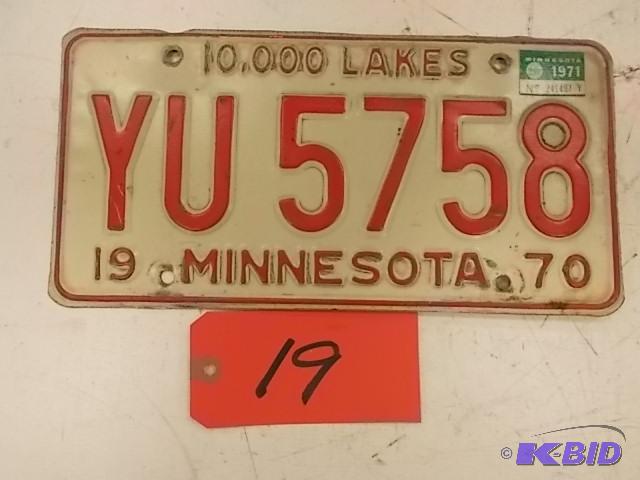 10,000 LAKES
MINNESOTA
1971
YU 5758
19 MINNESOTA 70
19
© K-BID